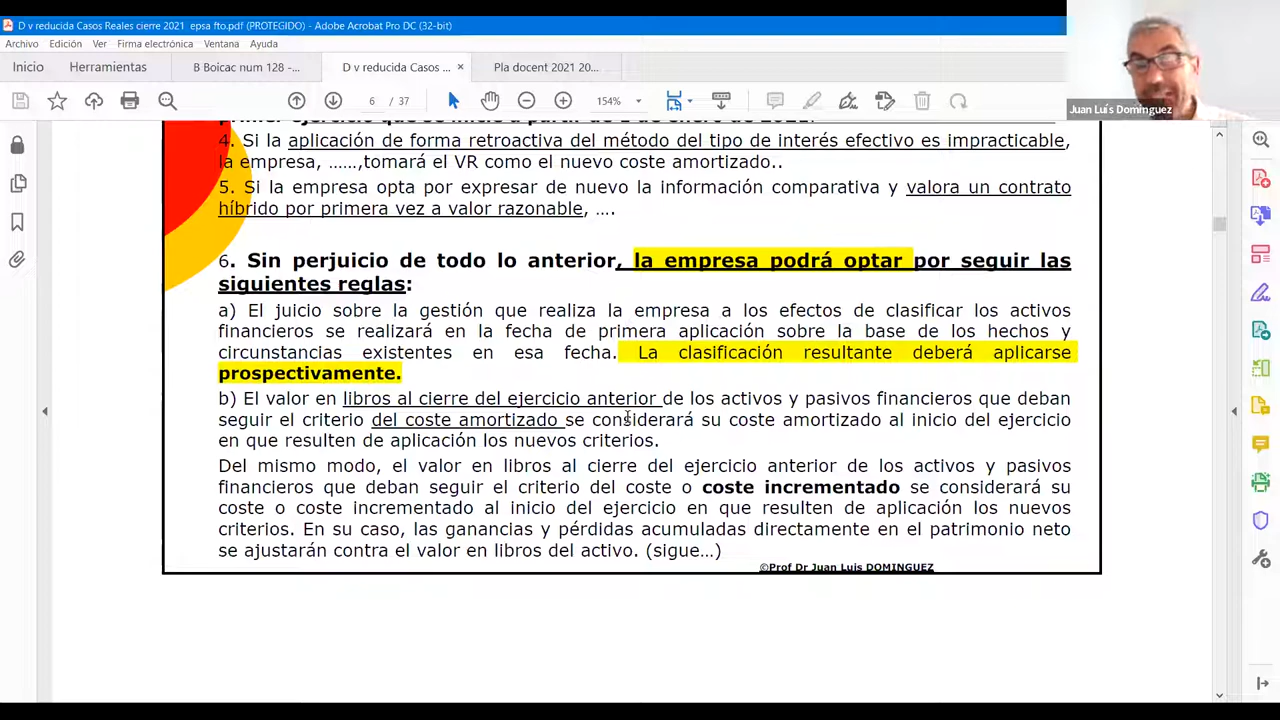 D v reducida Casos Reales cierre 2021 epsa fto.pdf (PROTEGIDO) - Adobe Acrobat Pro DC (32-bit)
Archivo Edición Ver Firma electrónica Ventana Ayuda
Inicio Herramientas B Boicac num 128 -... D v reducida Casos ... × Pla docent 2021 20...
6 / 37 154%
Juan Luís Domínguez
4. Si la aplicación de forma retroactiva del método del tipo de interés efectivo es impracticable,
la empresa, ……,tomará el VR como el nuevo coste amortizado..
5. Si la empresa opta por expresar de nuevo la información comparativa y valora un contrato
híbrido por primera vez a valor razonable, ….
6. Sin perjuicio de todo lo anterior, la empresa podrá optar por seguir las
siguientes reglas:
a) El juicio sobre la gestión que realiza la empresa a los efectos de clasificar los activos
financieros se realizará en la fecha de primera aplicación sobre la base de los hechos y
circunstancias existentes en esa fecha. La clasificación resultante deberá aplicarse
prospectivamente.
b) El valor en libros al cierre del ejercicio anterior de los activos y pasivos financieros que deban
seguir el criterio del coste amortizado se considerará su coste amortizado al inicio del ejercicio
en que resulten de aplicación los nuevos criterios.
Del mismo modo, el valor en libros al cierre del ejercicio anterior de los activos y pasivos
financieros que deban seguir el criterio del coste o coste incrementado se considerará su
coste o coste incrementado al inicio del ejercicio en que resulten de aplicación los nuevos
criterios. En su caso, las ganancias y pérdidas acumuladas directamente en el patrimonio neto
se ajustarán contra el valor en libros del activo. (sigue…)
©Prof Dr Juan Luis DOMINGUEZ